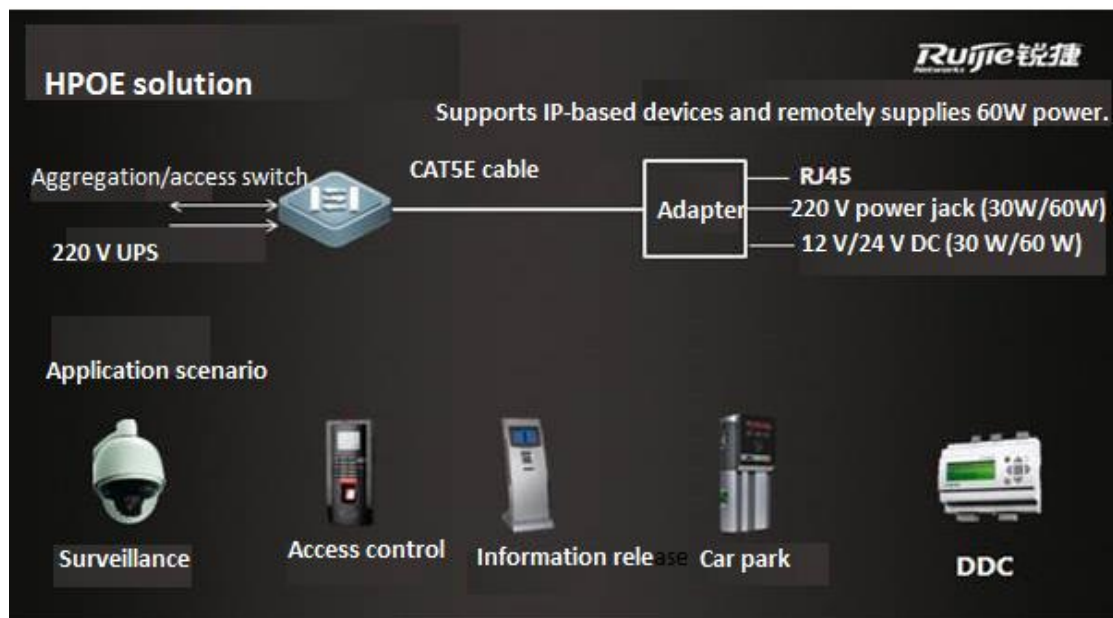 Ruijie锐捷
Networks
HPOE solution
Supports IP-based devices and remotely supplies 60W power.
Aggregation/access switch
CAT5E cable
220 V UPS
Adapter
RJ45
220 V power jack (30W/60W)
12 V/24 V DC (30 W/60 W)
Application scenario
Surveillance
Access control
Information release
Car park
DDC